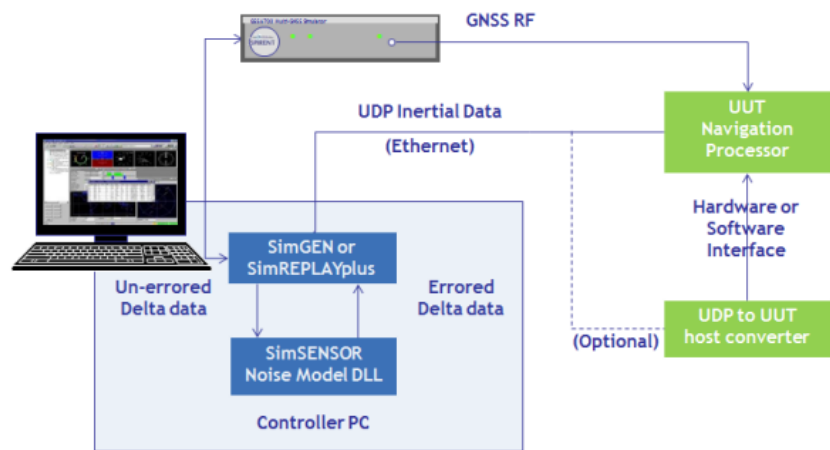 GNSS RF
SPIRENT
UDP Inertial Data
(Ethernet)
UUT
Navigation
Processor
Hardware or
Software
Interface
SimGEN or
SimREPLAYplus
Un-errored
Delta data
Errored
Delta data
UDP to UUT
host converter
(Optional)
SimSENSOR
Noise Model DLL
Controller PC